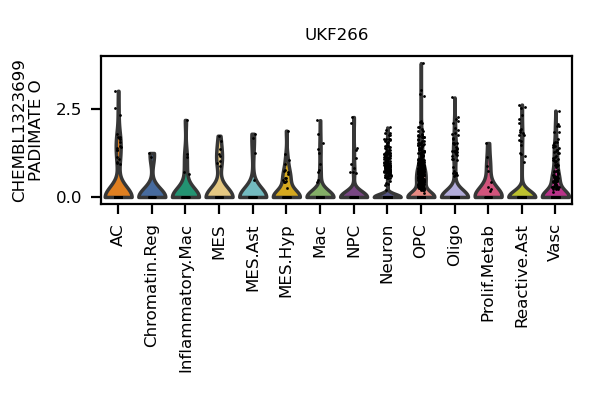 UKF266
CHEMBL1323699
PADIMATE O
2.5
0.0
AC
Chromatin.Reg
Inflammatory.Mac
MES
MES.Ast
MES.Hyp
Mac
NPC
Neuron
OPC
Oligo
Prolif.Metab
Reactive.Ast
Vasc